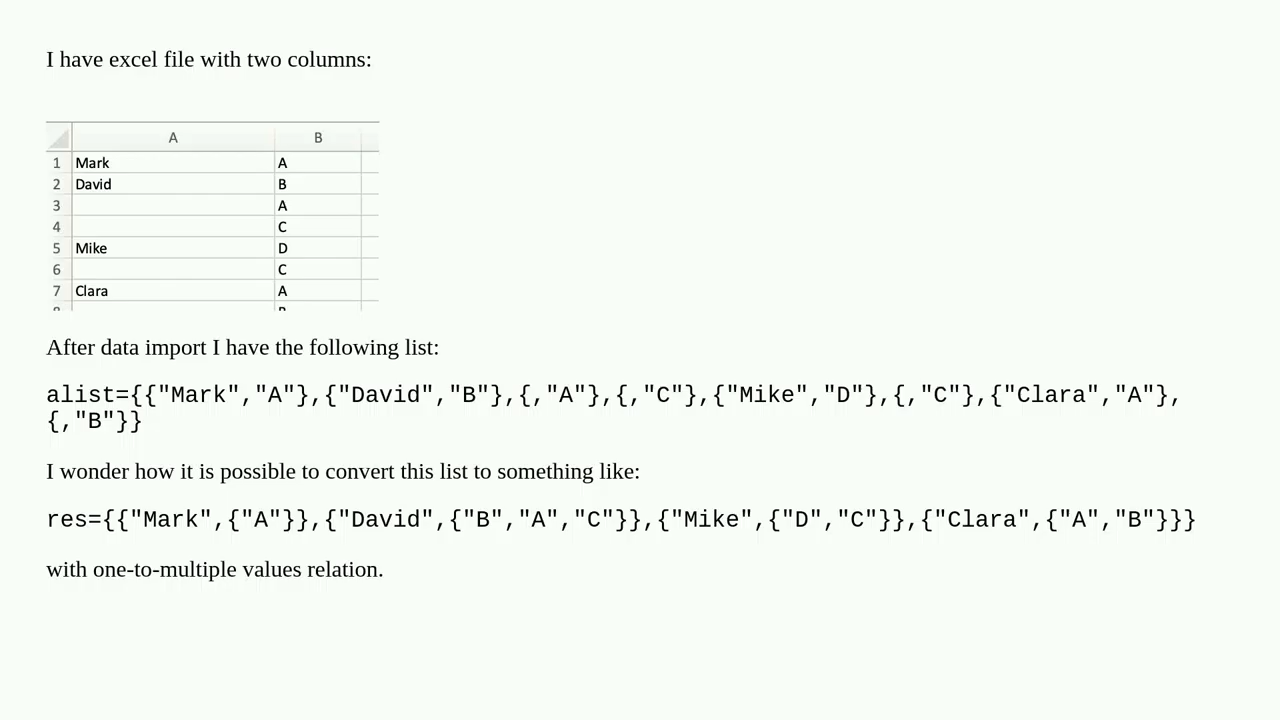 I have excel file with two columns:
A B
1 Mark A
2 David B
3 A
4 C
5 Mike D
6 C
7 Clara A
After data import I have the following list:
alist={{"Mark","A"},{"David","B"},{,"A"},{,"C"},{"Mike","D"},{,"C"},{"Clara","A"},
{,"B"}}
I wonder how it is possible to convert this list to something like:
res={{"Mark",{"A"}},{"David",{"B","A","C"}},{"Mike",{"D","C"}},{"Clara",{"A","B"}}}
with one-to-multiple values relation.